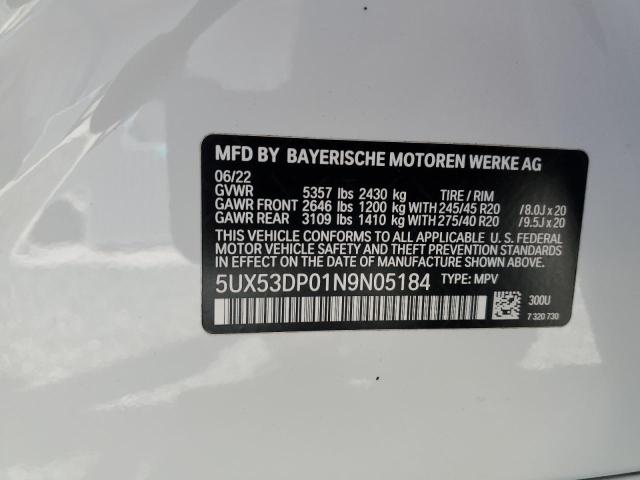 MFD BY BAYERISCHE MOTOREN WERKE AG
06/22
GVWR 5357 lbs 2430 kg TIRE / RIM
GAWR FRONT 2646 lbs 1200 kg WITH 245/45 R20 /8.0J x 20
GAWR REAR 3109 lbs 1410 kg WITH 275/40 R20 /9.5J x 20
THIS VEHICLE CONFORMS TO ALL APPLICABLE U. S. FEDERAL
MOTOR VEHICLE SAFETY AND THEFT PREVENTION STANDARDS
IN EFFECT ON THE DATE OF MANUFACTURE SHOWN ABOVE.
5UX53DP01N9N05184 TYPE: MPV
300U
7 320 730